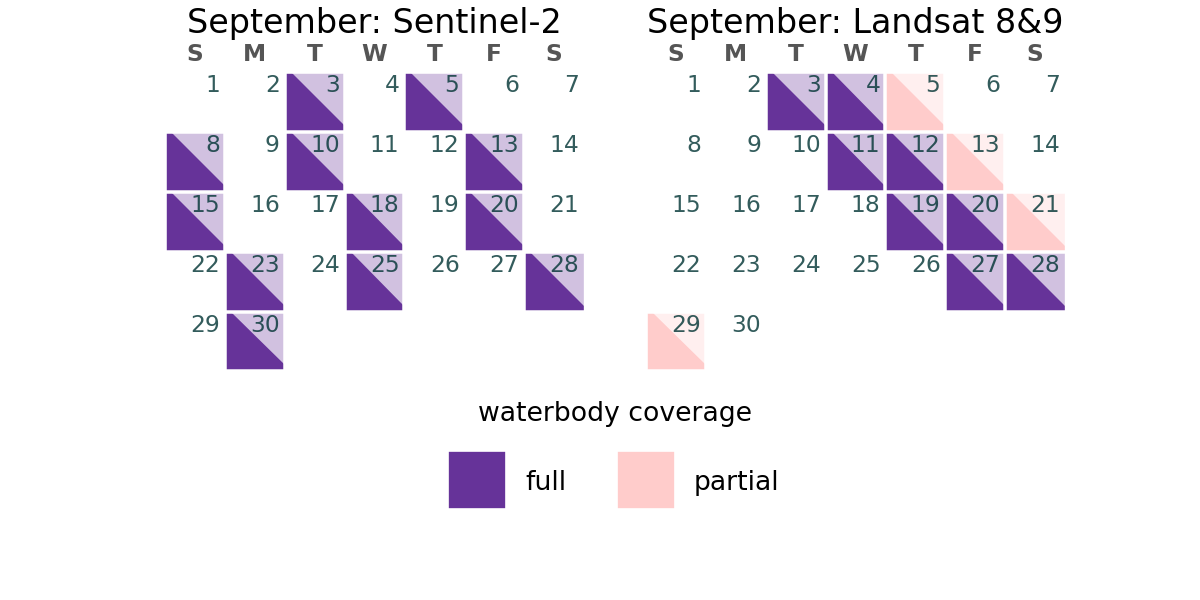 September: Sentinel-2
S M T W T F S
1 2 3 4 5 6 7
8 9 10 11 12 13 14
15 16 17 18 19 20 21
22 23 24 25 26 27 28
29 30
September: Landsat 8&9
S M T W T F S
1 2 3 4 5 6 7
8 9 10 11 12 13 14
15 16 17 18 19 20 21
22 23 24 25 26 27 28
29 30
waterbody coverage
full partial